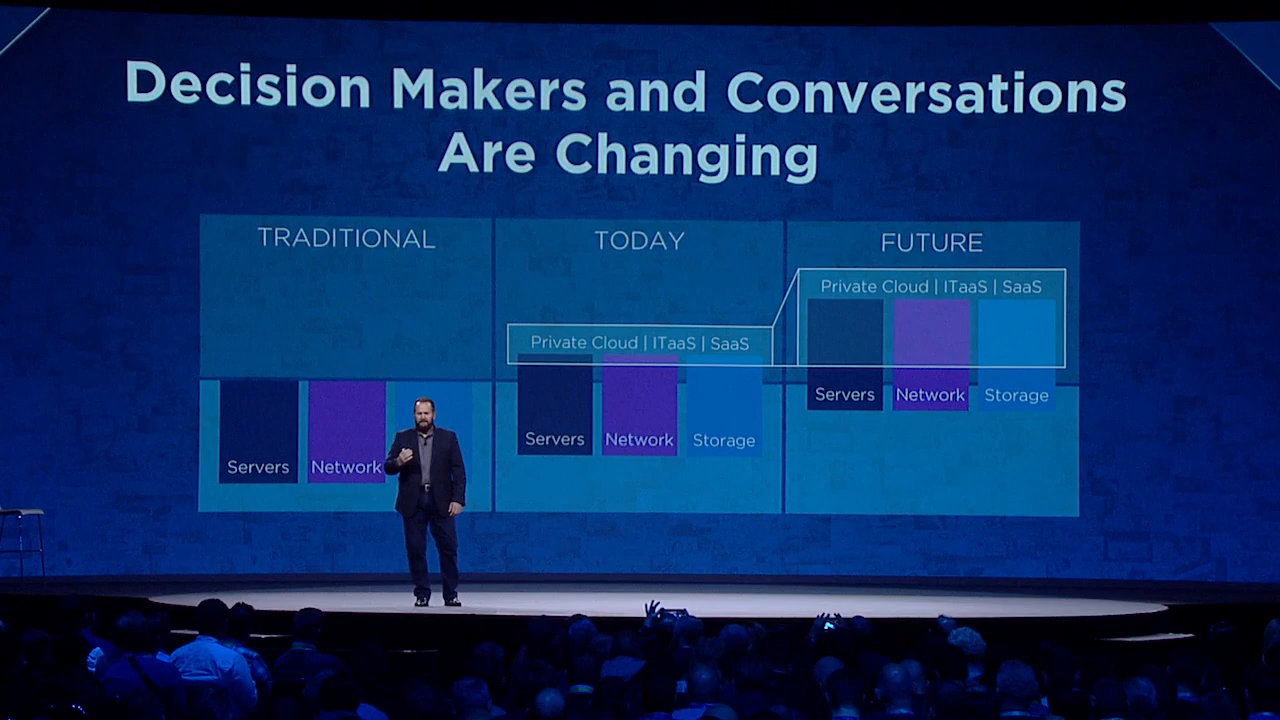 Decision Makers and Conversations
Are Changing
TRADITIONAL
Servers
Network
TODAY
Private Cloud | ITaaS | SaaS
Servers
Network
Storage
FUTURE
Private Cloud | ITaaS | SaaS
Servers
Network
Storage